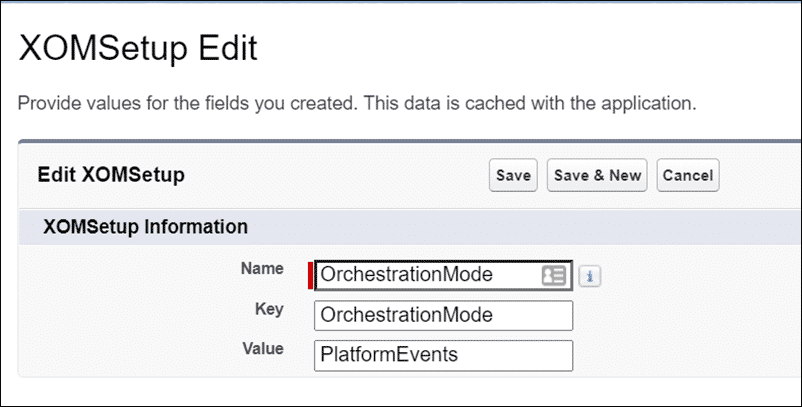 XOMSetup Edit
Provide values for the fields you created. This data is cached with the application.
Edit XOMSetup Save Save & New Cancel
XOMSetup Information
Name OrchestrationMode i
Key OrchestrationMode
Value PlatformEvents